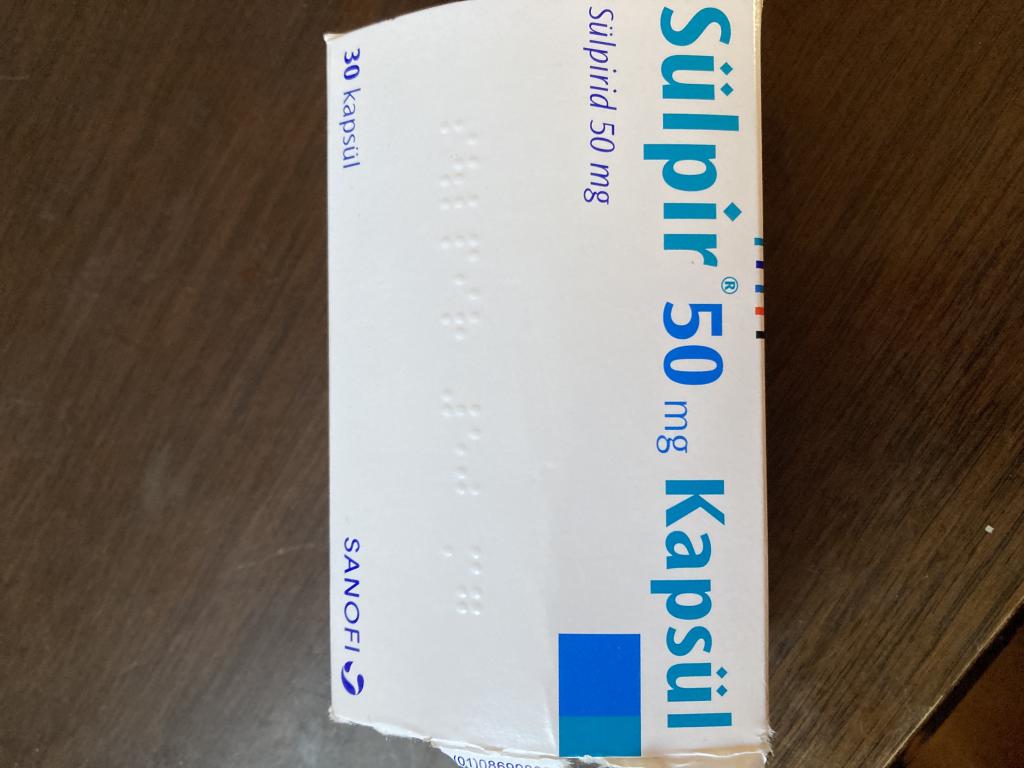 Sülpir® 50 mg Kapsül
Sülpirid 50 mg
30 kapsül
SANOFI